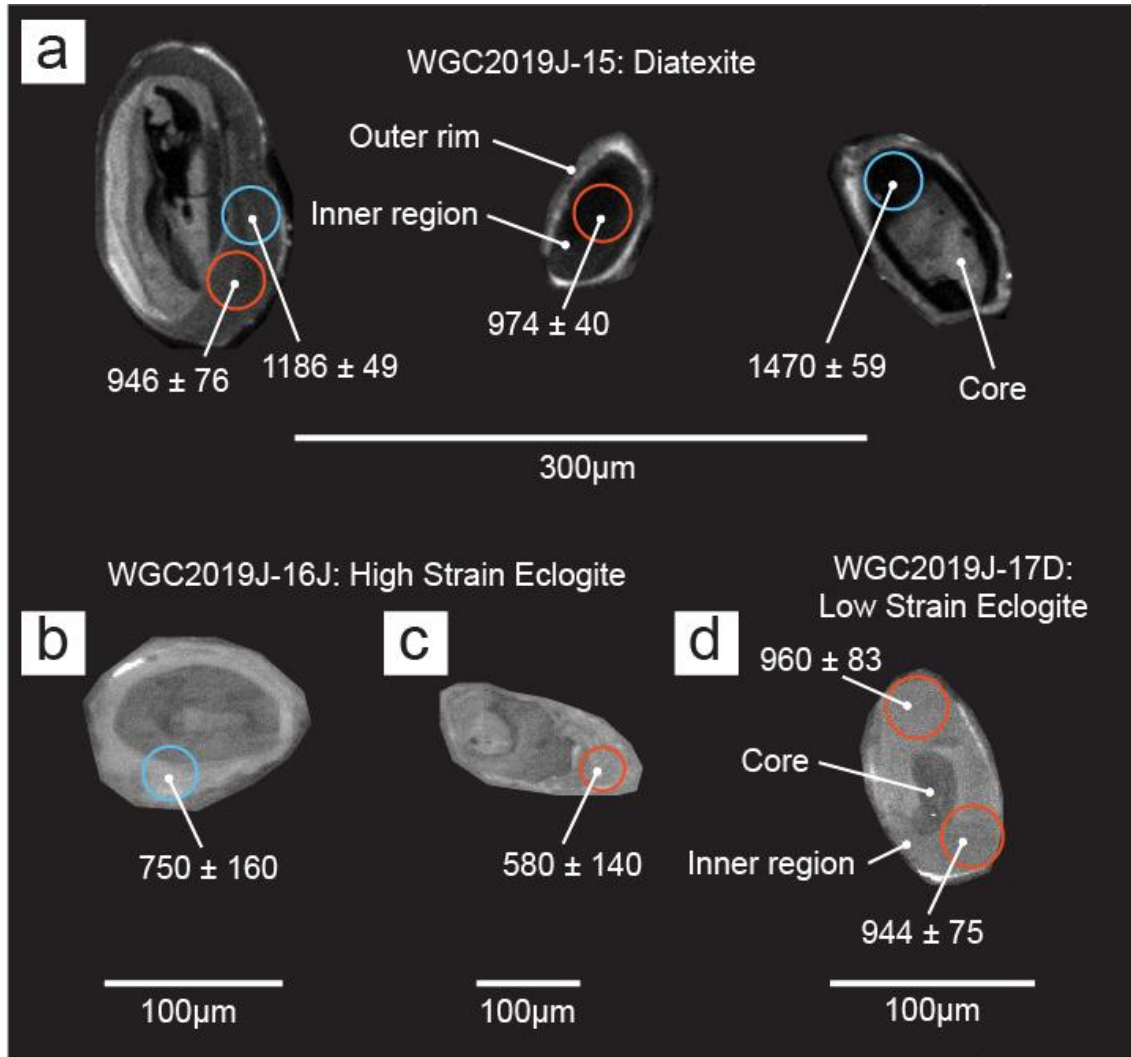 a
WGC2019J-15: Diatexite
Outer rim
Inner region
974 ± 40
1470 ± 59
946 ± 76
1186 ± 49
Core
300µm
WGC2019J-16J: High Strain Eclogite
WGC2019J-17D:
Low Strain Eclogite
b
c
d
960 ± 83
Core
750 ± 160
580 ± 140
Inner region
944 ± 75
100µm
100µm
100µm